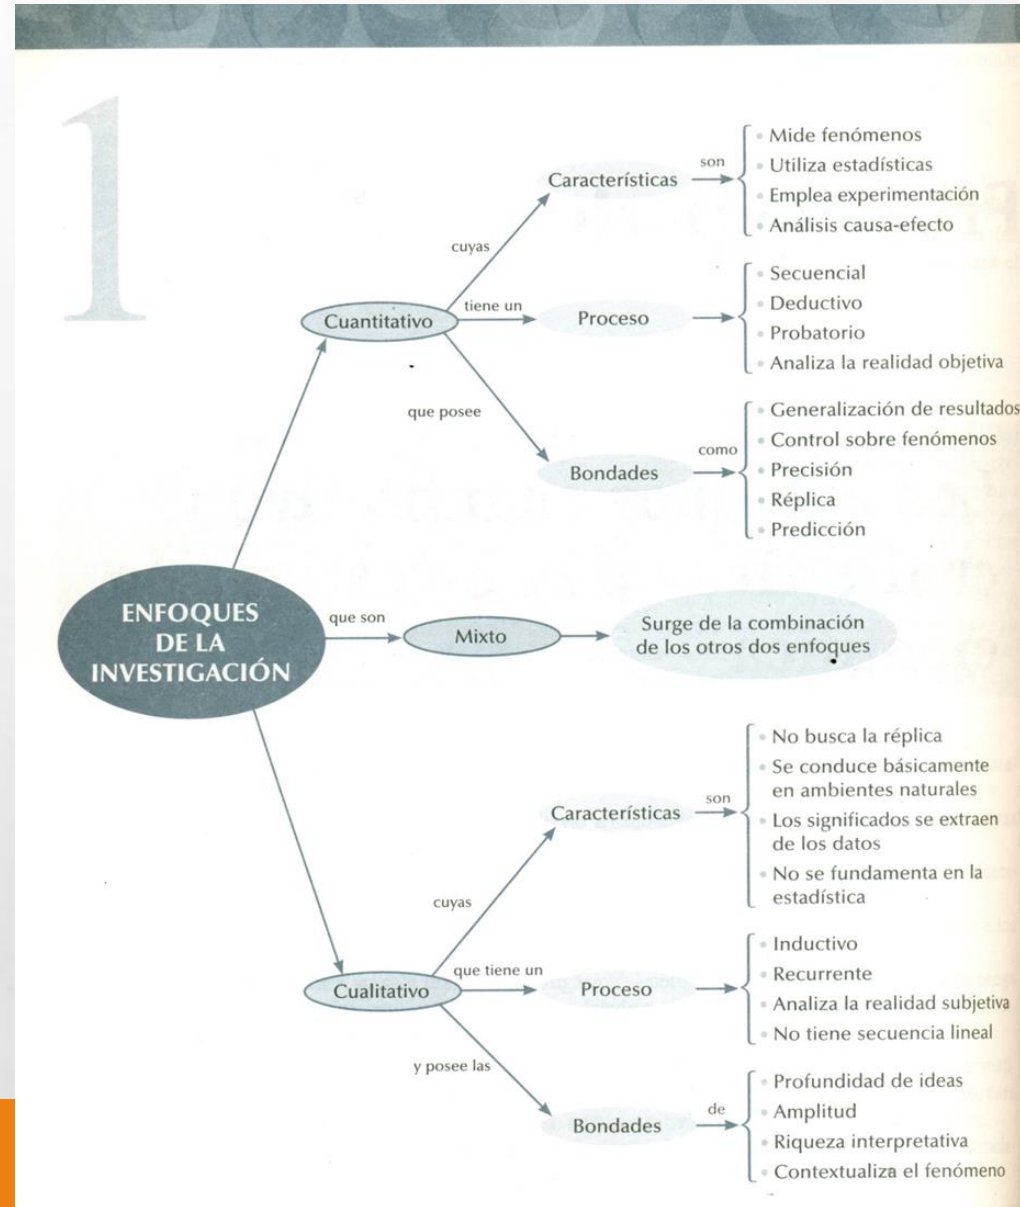 1
Características
son
Mide fenómenos
Utiliza estadísticas
Emplea experimentación
Análisis causa-efecto
cuyas
Cuantitativo
tiene un
Proceso
Secuencial
Deductivo
Probatorio
Analiza la realidad objetiva
que posee
Bondades
como
Generalización de resultados
Control sobre fenómenos
Precisión
Réplica
Predicción
ENFOQUES
DE LA
INVESTIGACIÓN
que son
Mixto
Surge de la combinación
de los otros dos enfoques
Características
son
No busca la réplica
Se conduce básicamente
en ambientes naturales
Los significados se extraen
de los datos
No se fundamenta en la
estadística
cuyas
Cualitativo
que tiene un
Proceso
Inductivo
Recurrente
Analiza la realidad subjetiva
No tiene secuencia lineal
y posee las
Bondades
de
Profundidad de ideas
Amplitud
Riqueza interpretativa
Contextualiza el fenómeno